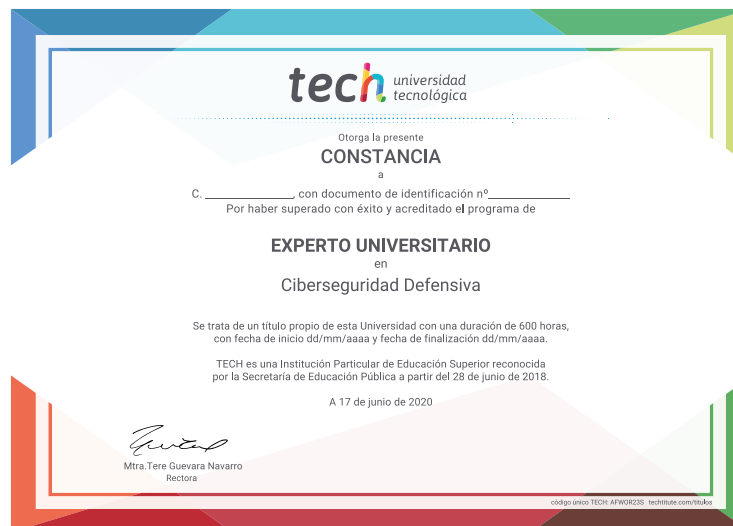 tech universidad
tecnológica
Otorga la presente
CONSTANCIA
a
C. ______________, con documento de identificación nº______________
Por haber superado con éxito y acreditado el programa de
EXPERTO UNIVERSITARIO
en
Ciberseguridad Defensiva
Se trata de un título propio de esta Universidad con una duración de 600 horas,
con fecha de inicio dd/mm/aaaa y fecha de finalización dd/mm/aaaa.
TECH es una Institución Particular de Educación Superior reconocida
por la Secretaría de Educación Pública a partir del 28 de junio de 2018.
A 17 de junio de 2020
Mtra.Tere Guevara Navarro
Rectora
código único TECH: AFWOR23S techtitute.com/titulos